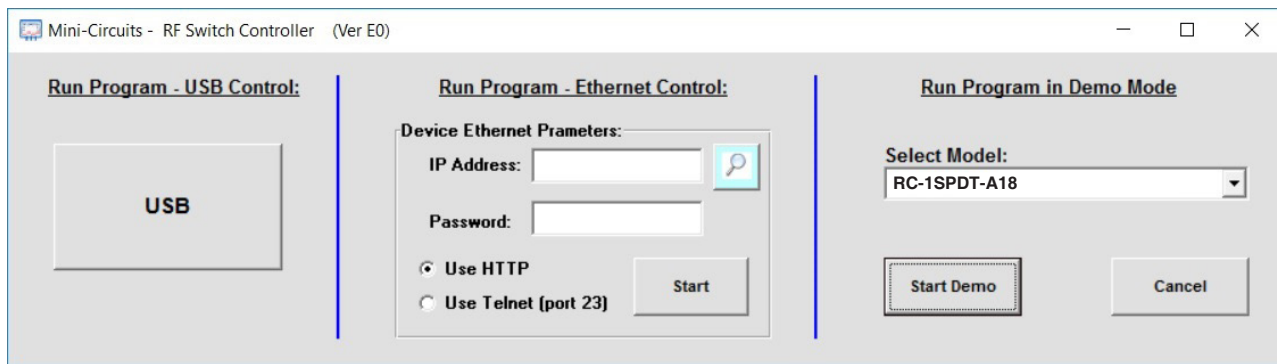 Mini-Circuits - RF Switch Controller (Ver E0)
Run Program - USB Control:
USB
Run Program - Ethernet Control:
Device Ethernet Prameters:
IP Address:
Password:
Use HTTP
Use Telnet (port 23)
Start
Run Program in Demo Mode
Select Model:
RC-1SPDT-A18
Start Demo
Cancel